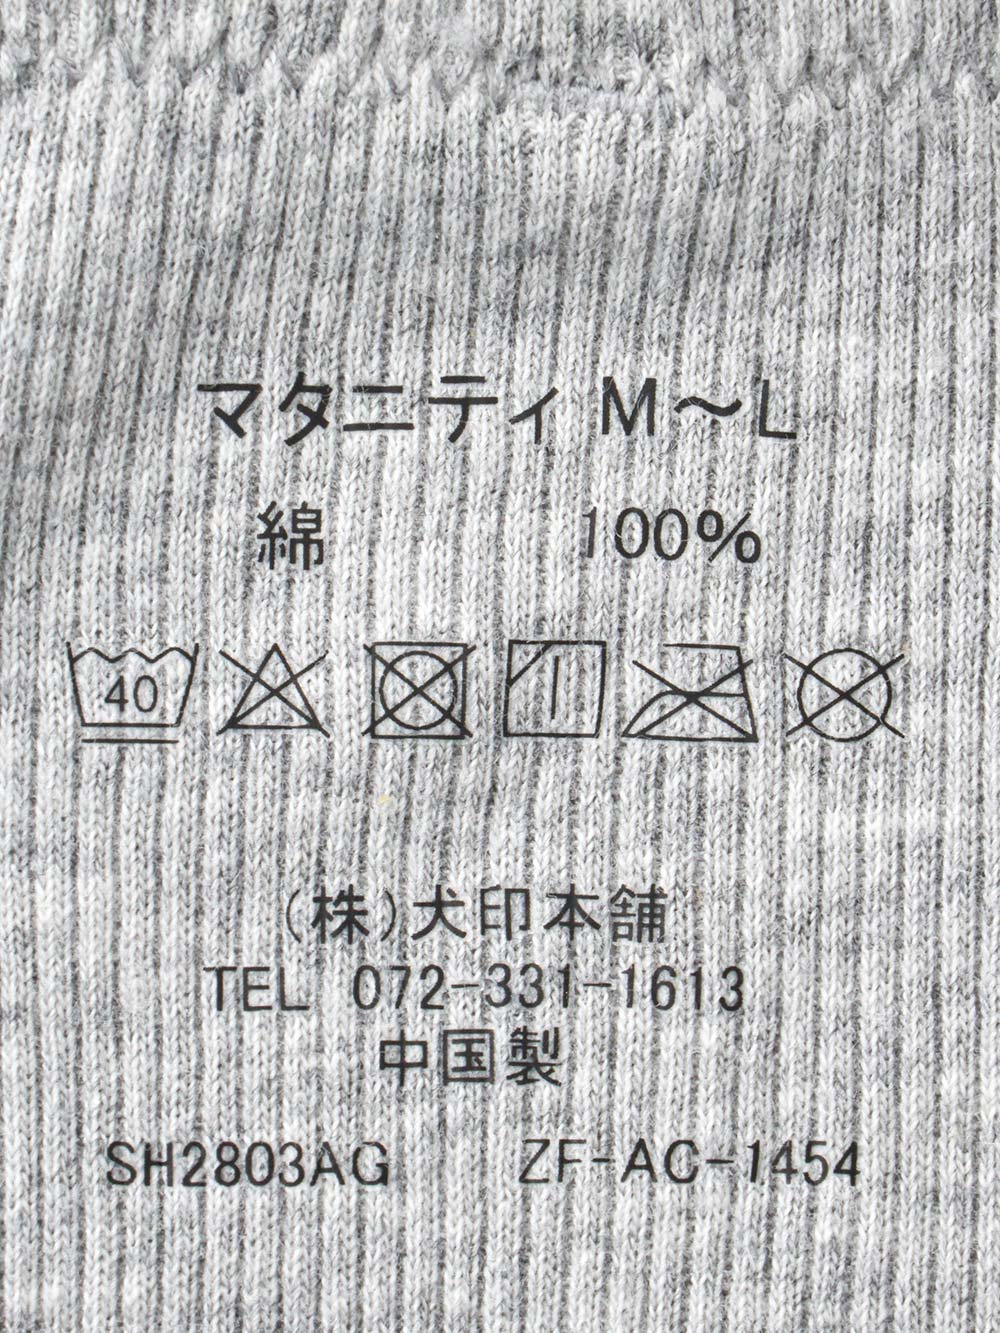 マタニティ M～L
綿 100%
40
(株)犬印本舗
TEL 072-331-1613
中国製
SH2803AG ZF-AC-1454